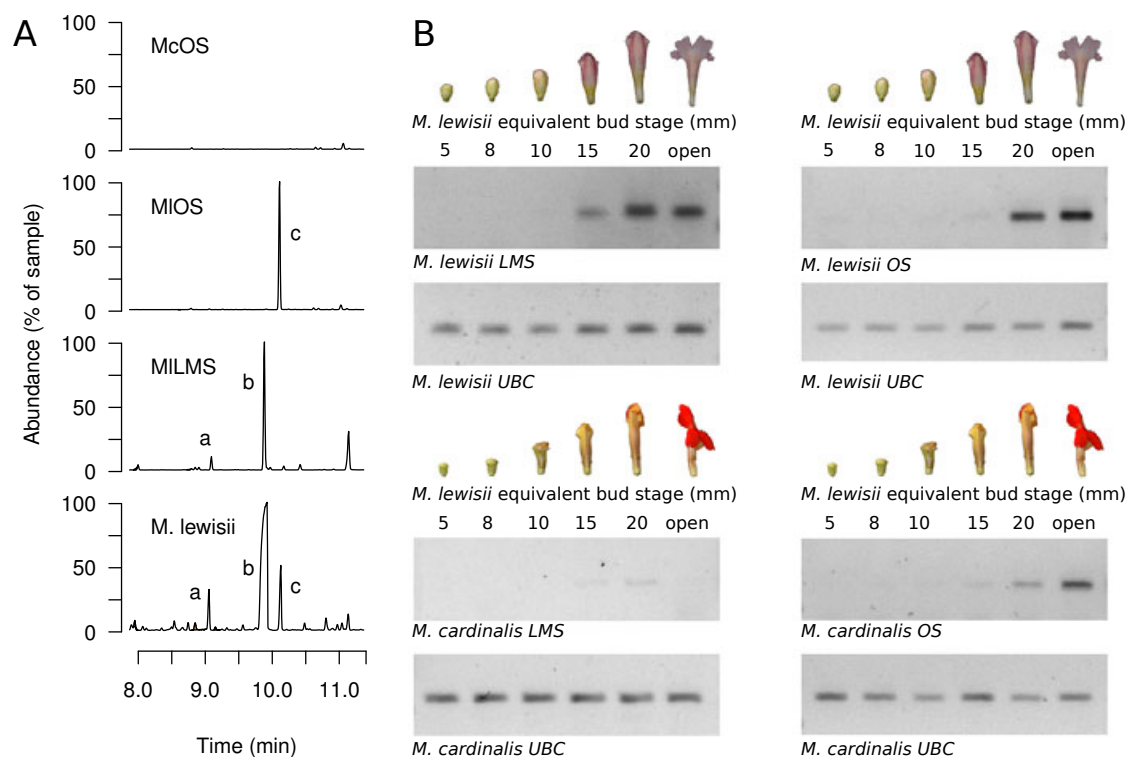 A
Abundance (% of sample)
100
50
0
McOS
100
50
0
MlOS
c
100
50
0
MlLMS
a
b
100
50
0
M. lewisii
a
b
c
8.0 9.0 10.0 11.0
Time (min)
B
M. lewisii equivalent bud stage (mm)
5 8 10 15 20 open
M. lewisii LMS
M. lewisii UBC
M. lewisii equivalent bud stage (mm)
5 8 10 15 20 open
M. lewisii OS
M. lewisii UBC
M. lewisii equivalent bud stage (mm)
5 8 10 15 20 open
M. cardinalis LMS
M. cardinalis UBC
M. lewisii equivalent bud stage (mm)
5 8 10 15 20 open
M. cardinalis OS
M. cardinalis UBC